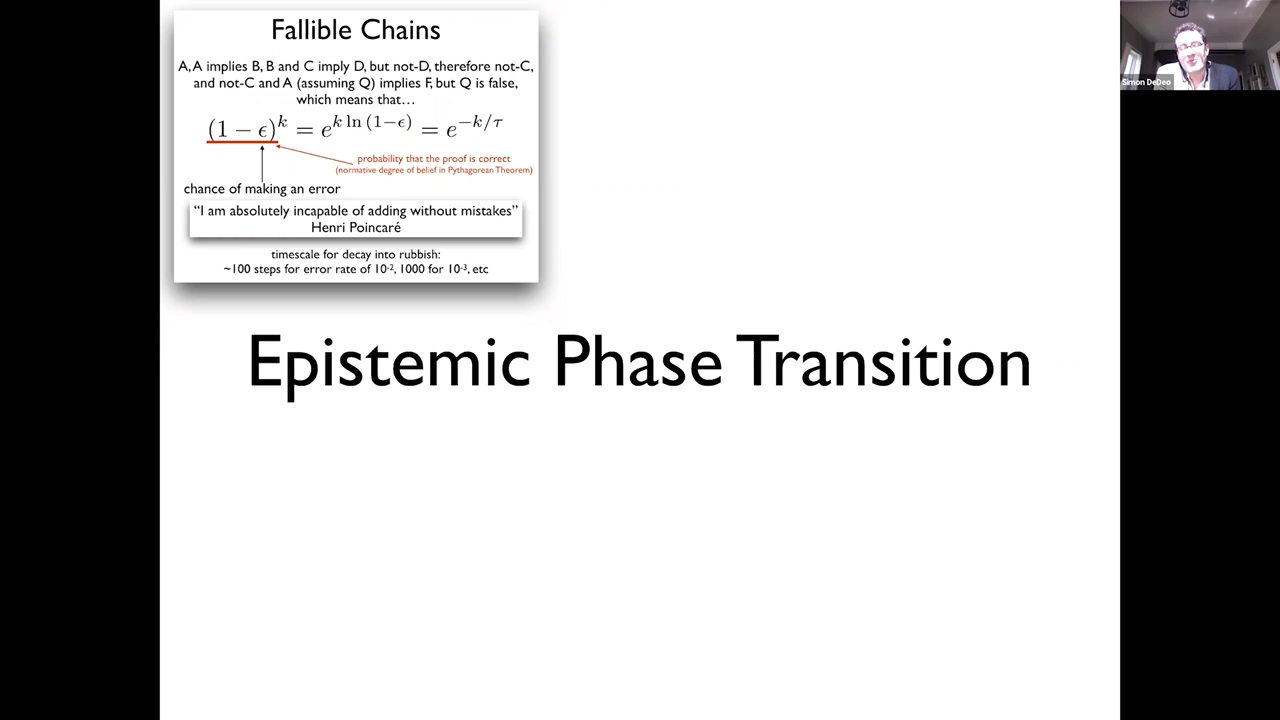 Fallible Chains
A, A implies B, B and C imply D, but not-D, therefore not-C,
and not-C and A (assuming Q) implies F, but Q is false,
which means that…
(1 − ϵ)^k = e^{k ln (1−ϵ)} = e^{−k/τ}
probability that the proof is correct
(normative degree of belief in Pythagorean Theorem)
chance of making an error
“I am absolutely incapable of adding without mistakes”
Henri Poincaré
timescale for decay into rubbish:
~100 steps for error rate of 10⁻², 1000 for 10⁻³, etc
Simon DeDeo
Epistemic Phase Transition